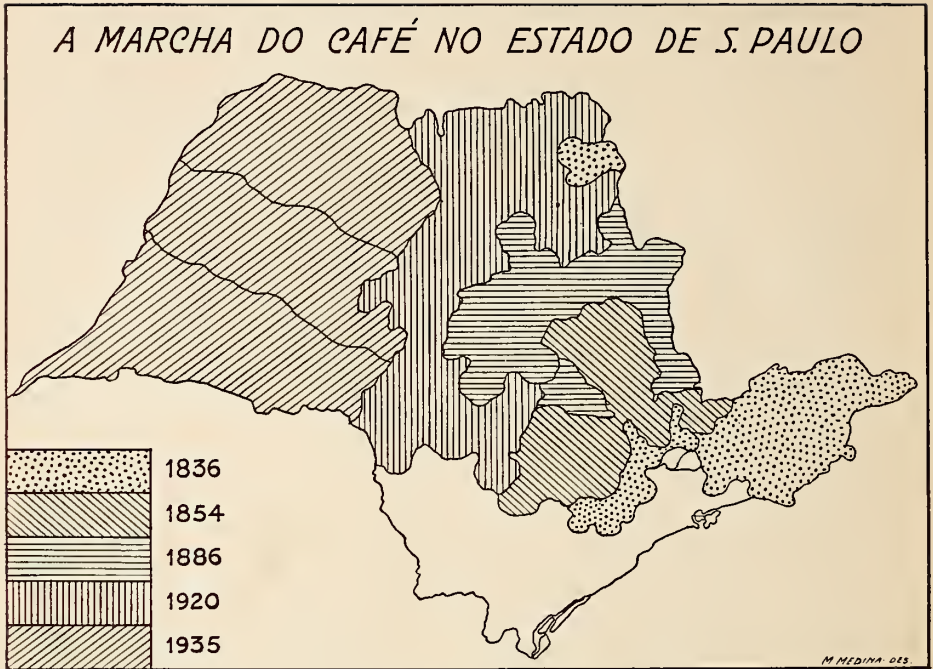 A MARCHA DO CAFÉ NO ESTADO DE S. PAULO
1836
1854
1886
1920
1935
M MEDINA· DES.